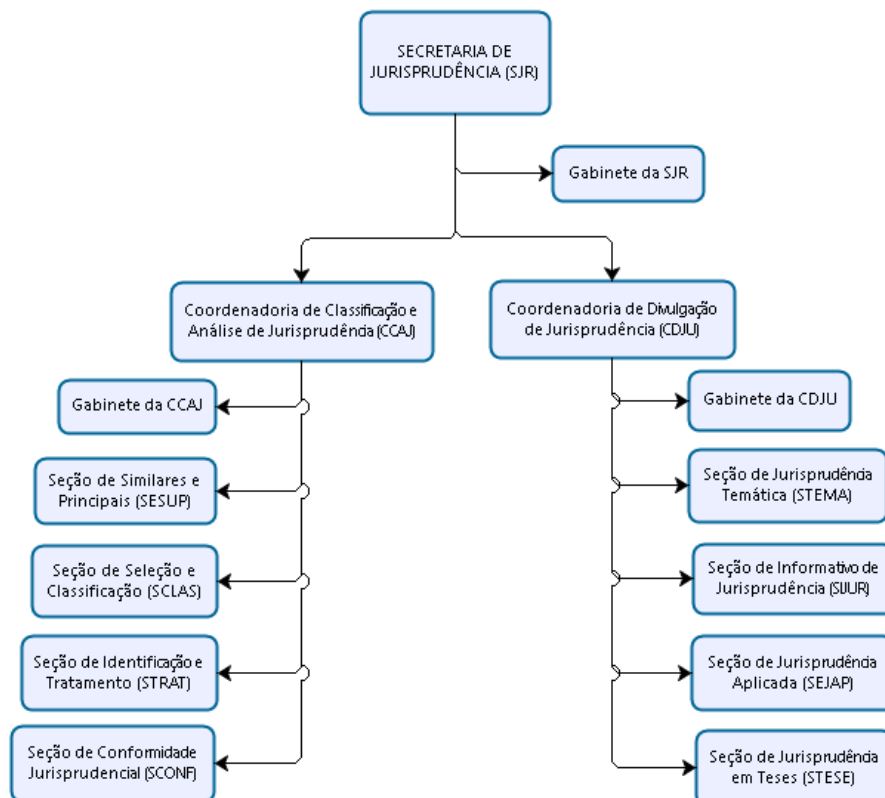 SECRETARIA DE
JURISPRUDÊNCIA (SJR)
Gabinete da SJR
Coordenadoria de Classificação e
Análise de Jurisprudência (CCAJ)
Coordenadoria de Divulgação
de Jurisprudência (CDJU)
Gabinete da CCAJ
Seção de Similares e
Principais (SESUP)
Seção de Seleção e
Classificação (SCLAS)
Seção de Identificação e
Tratamento (STRAT)
Seção de Conformidade
Jurisprudencial (SCONF)
Gabinete da CDJU
Seção de Jurisprudência
Temática (STEMA)
Seção de Informativo de
Jurisprudência (SIJUR)
Seção de Jurisprudência
Aplicada (SEJAP)
Seção de Jurisprudência
em Teses (STESE)